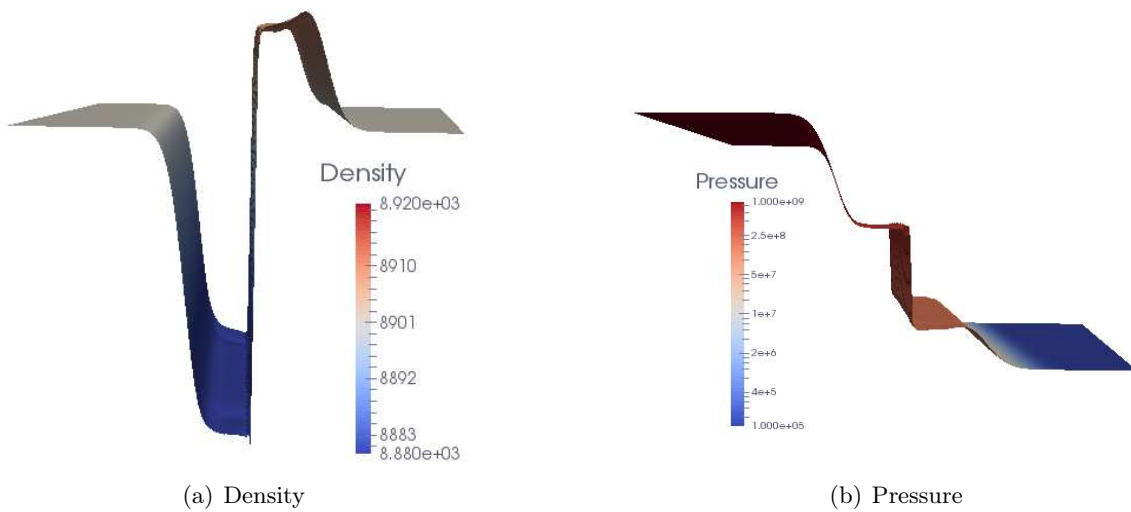 Density
8.920e+03
8910
8901
8892
8883
8.880e+03
Pressure
1.000e+09
2.5e+8
5e+7
1e+7
2e+6
4e+5
1.000e+05
(a) Density
(b) Pressure